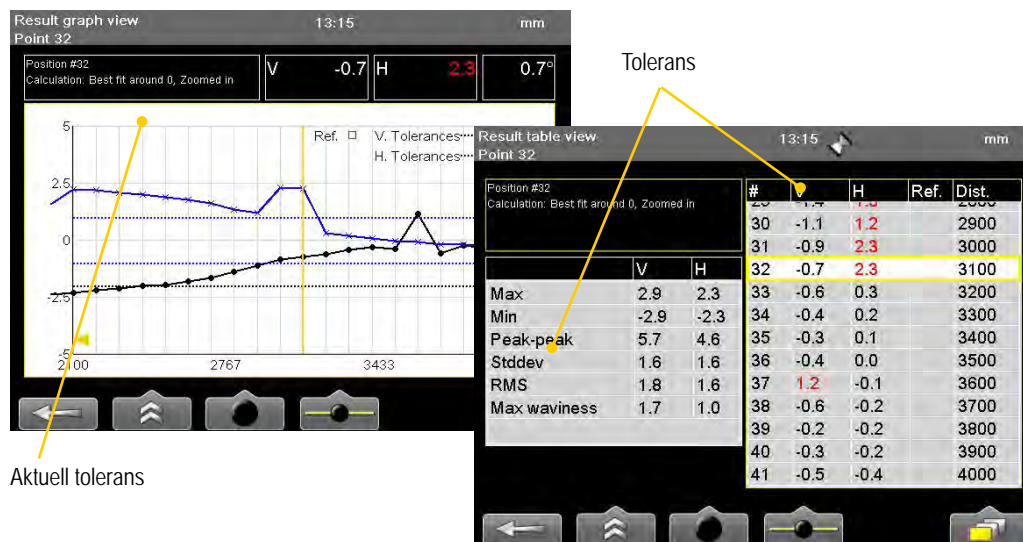 Result graph view 13:15 mm
Point 32
Position #32
Calculation: Best fit around 0, Zoomed in
V -0.7 H 2.3 0.7°
5
2.5
0
-2.5
-5
2100 2767 3433
Ref. V. Tolerances
H. Tolerances
Aktuell tolerans
Tolerans
Result table view 13:15 mm
Point 32
Position #32
Calculation: Best fit around 0, Zoomed in
V H
Max 2.9 2.3
Min -2.9 -2.3
Peak-peak 5.7 4.6
Stddev 1.6 1.6
RMS 1.8 1.6
Max waviness 1.7 1.0
# V H Ref. Dist.
30 -1.1 1.2 2900
31 -0.9 2.3 3000
32 -0.7 2.3 3100
33 -0.6 0.3 3200
34 -0.4 0.2 3300
35 -0.3 0.1 3400
36 -0.4 0.0 3500
37 1.2 -0.1 3600
38 -0.6 -0.2 3700
39 -0.2 -0.2 3800
40 -0.3 -0.2 3900
41 -0.5 -0.4 4000